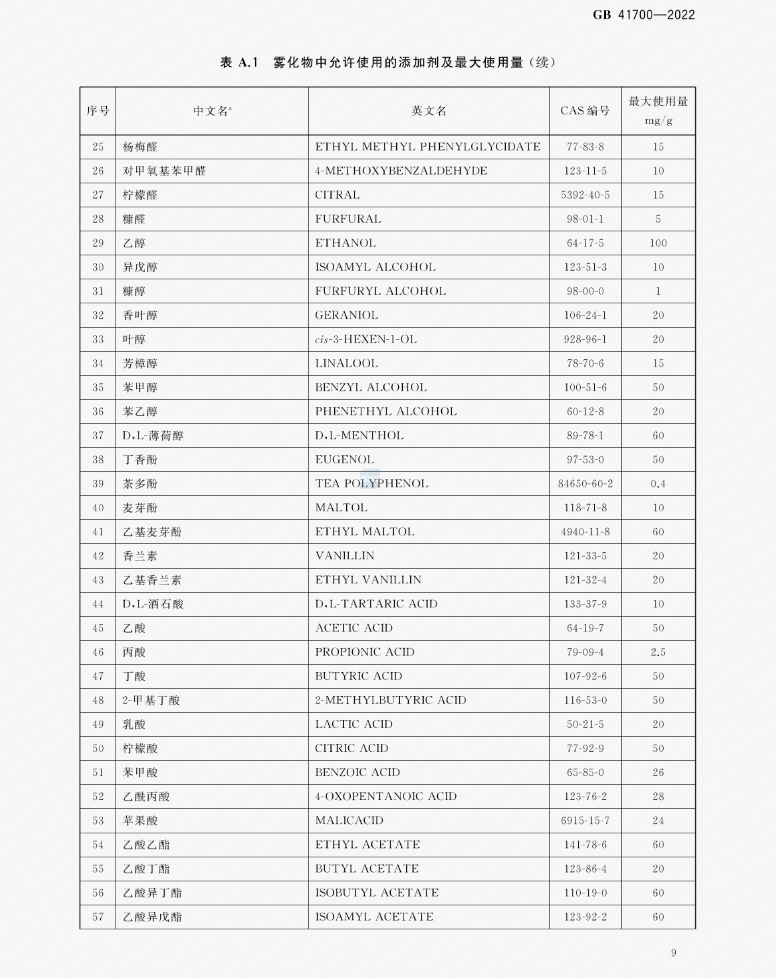 GB 41700—2022
表 A.1 雾化物中允许使用的添加剂及最大使用量（续）
序号 中文名a 英文名 CAS 编号 最大使用量 mg/g
25 杨梅醛 ETHYL METHYL PHENYLGLYCIDATE 77-83-8 15
26 对甲氧基苯甲醛 4-METHOXYBENZALDEHYDE 123-11-5 10
27 柠檬醛 CITRAL 5392-40-5 15
28 糠醛 FURFURAL 98-01-1 5
29 乙醇 ETHANOL 64-17-5 100
30 异戊醇 ISOAMYL ALCOHOL 123-51-3 10
31 糠醇 FURFURYL ALCOHOL 98-00-0 1
32 香叶醇 GERANIOL 106-24-1 20
33 叶醇 cis-3-HEXEN-1-OL 928-96-1 20
34 芳樟醇 LINALOOL 78-70-6 15
35 苯甲醇 BENZYL ALCOHOL 100-51-6 50
36 苯乙醇 PHENETHYL ALCOHOL 60-12-8 20
37 D,L-薄荷醇 D,L-MENTHOL 89-78-1 60
38 丁香酚 EUGENOL 97-53-0 50
39 茶多酚 TEA POLYPHENOL 84650-60-2 0.4
40 麦芽酚 MALTOL 118-71-8 10
41 乙基麦芽酚 ETHYL MALTOL 4940-11-8 60
42 香兰素 VANILLIN 121-33-5 20
43 乙基香兰素 ETHYL VANILLIN 121-32-4 20
44 D,L-酒石酸 D,L-TARTARIC ACID 133-37-9 10
45 乙酸 ACETIC ACID 64-19-7 50
46 丙酸 PROPIONIC ACID 79-09-4 2.5
47 丁酸 BUTYRIC ACID 107-92-6 50
48 2-甲基丁酸 2-METHYLBUTYRIC ACID 116-53-0 50
49 乳酸 LACTIC ACID 50-21-5 20
50 柠檬酸 CITRIC ACID 77-92-9 50
51 苯甲酸 BENZOIC ACID 65-85-0 26
52 乙酰丙酸 4-OXOPENTANOIC ACID 123-76-2 28
53 苹果酸 MALICACID 6915-15-7 24
54 乙酸乙酯 ETHYL ACETATE 141-78-6 60
55 乙酸丁酯 BUTYL ACETATE 123-86-4 20
56 乙酸异丁酯 ISOBUTYL ACETATE 110-19-0 60
57 乙酸异戊酯 ISOAMYL ACETATE 123-92-2 60
9